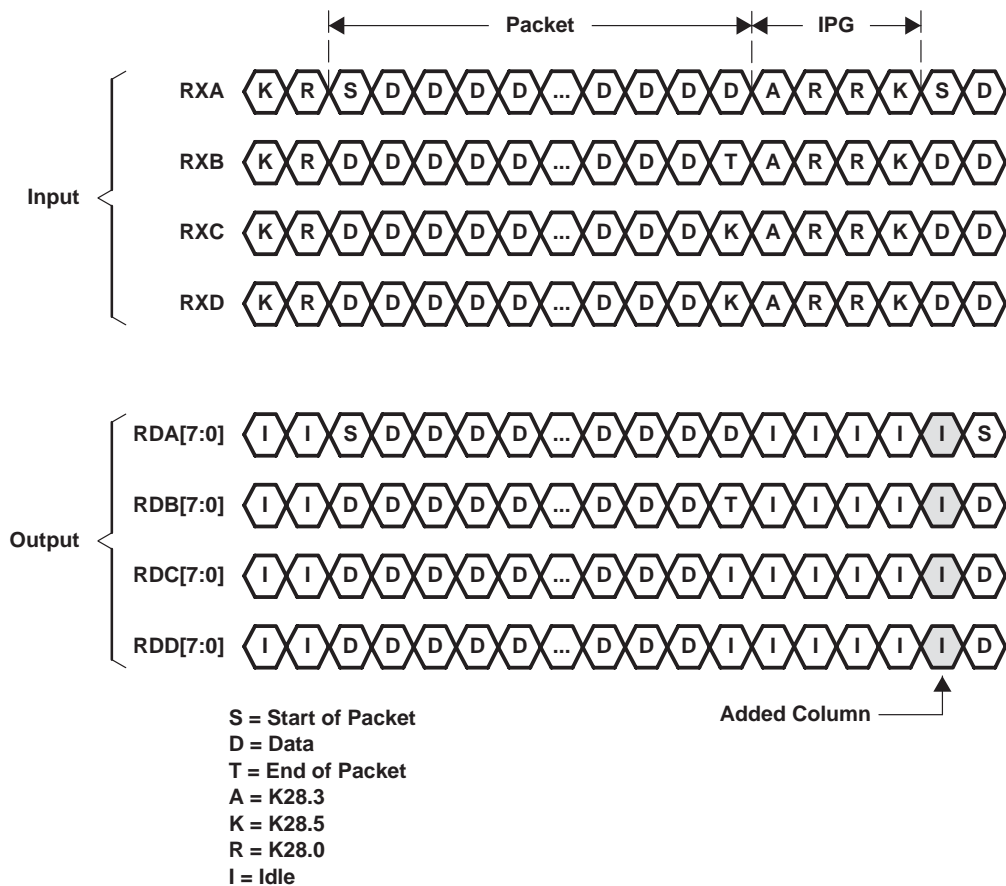 Packet IPG
RXA K R S D D D D ... D D D D A R R K S D
RXB K R D D D D D ... D D D T A R R K D D
Input
RXC K R D D D D D ... D D D K A R R K D D
RXD K R D D D D D ... D D D K A R R K D D
RDA[7:0] I I S D D D D ... D D D D I I I I I S
RDB[7:0] I I D D D D D ... D D D T I I I I I D
Output
RDC[7:0] I I D D D D D ... D D D I I I I I I D
RDD[7:0] I I D D D D D ... D D D I I I I I I D
Added Column
S = Start of Packet
D = Data
T = End of Packet
A = K28.3
K = K28.5
R = K28.0
I = Idle